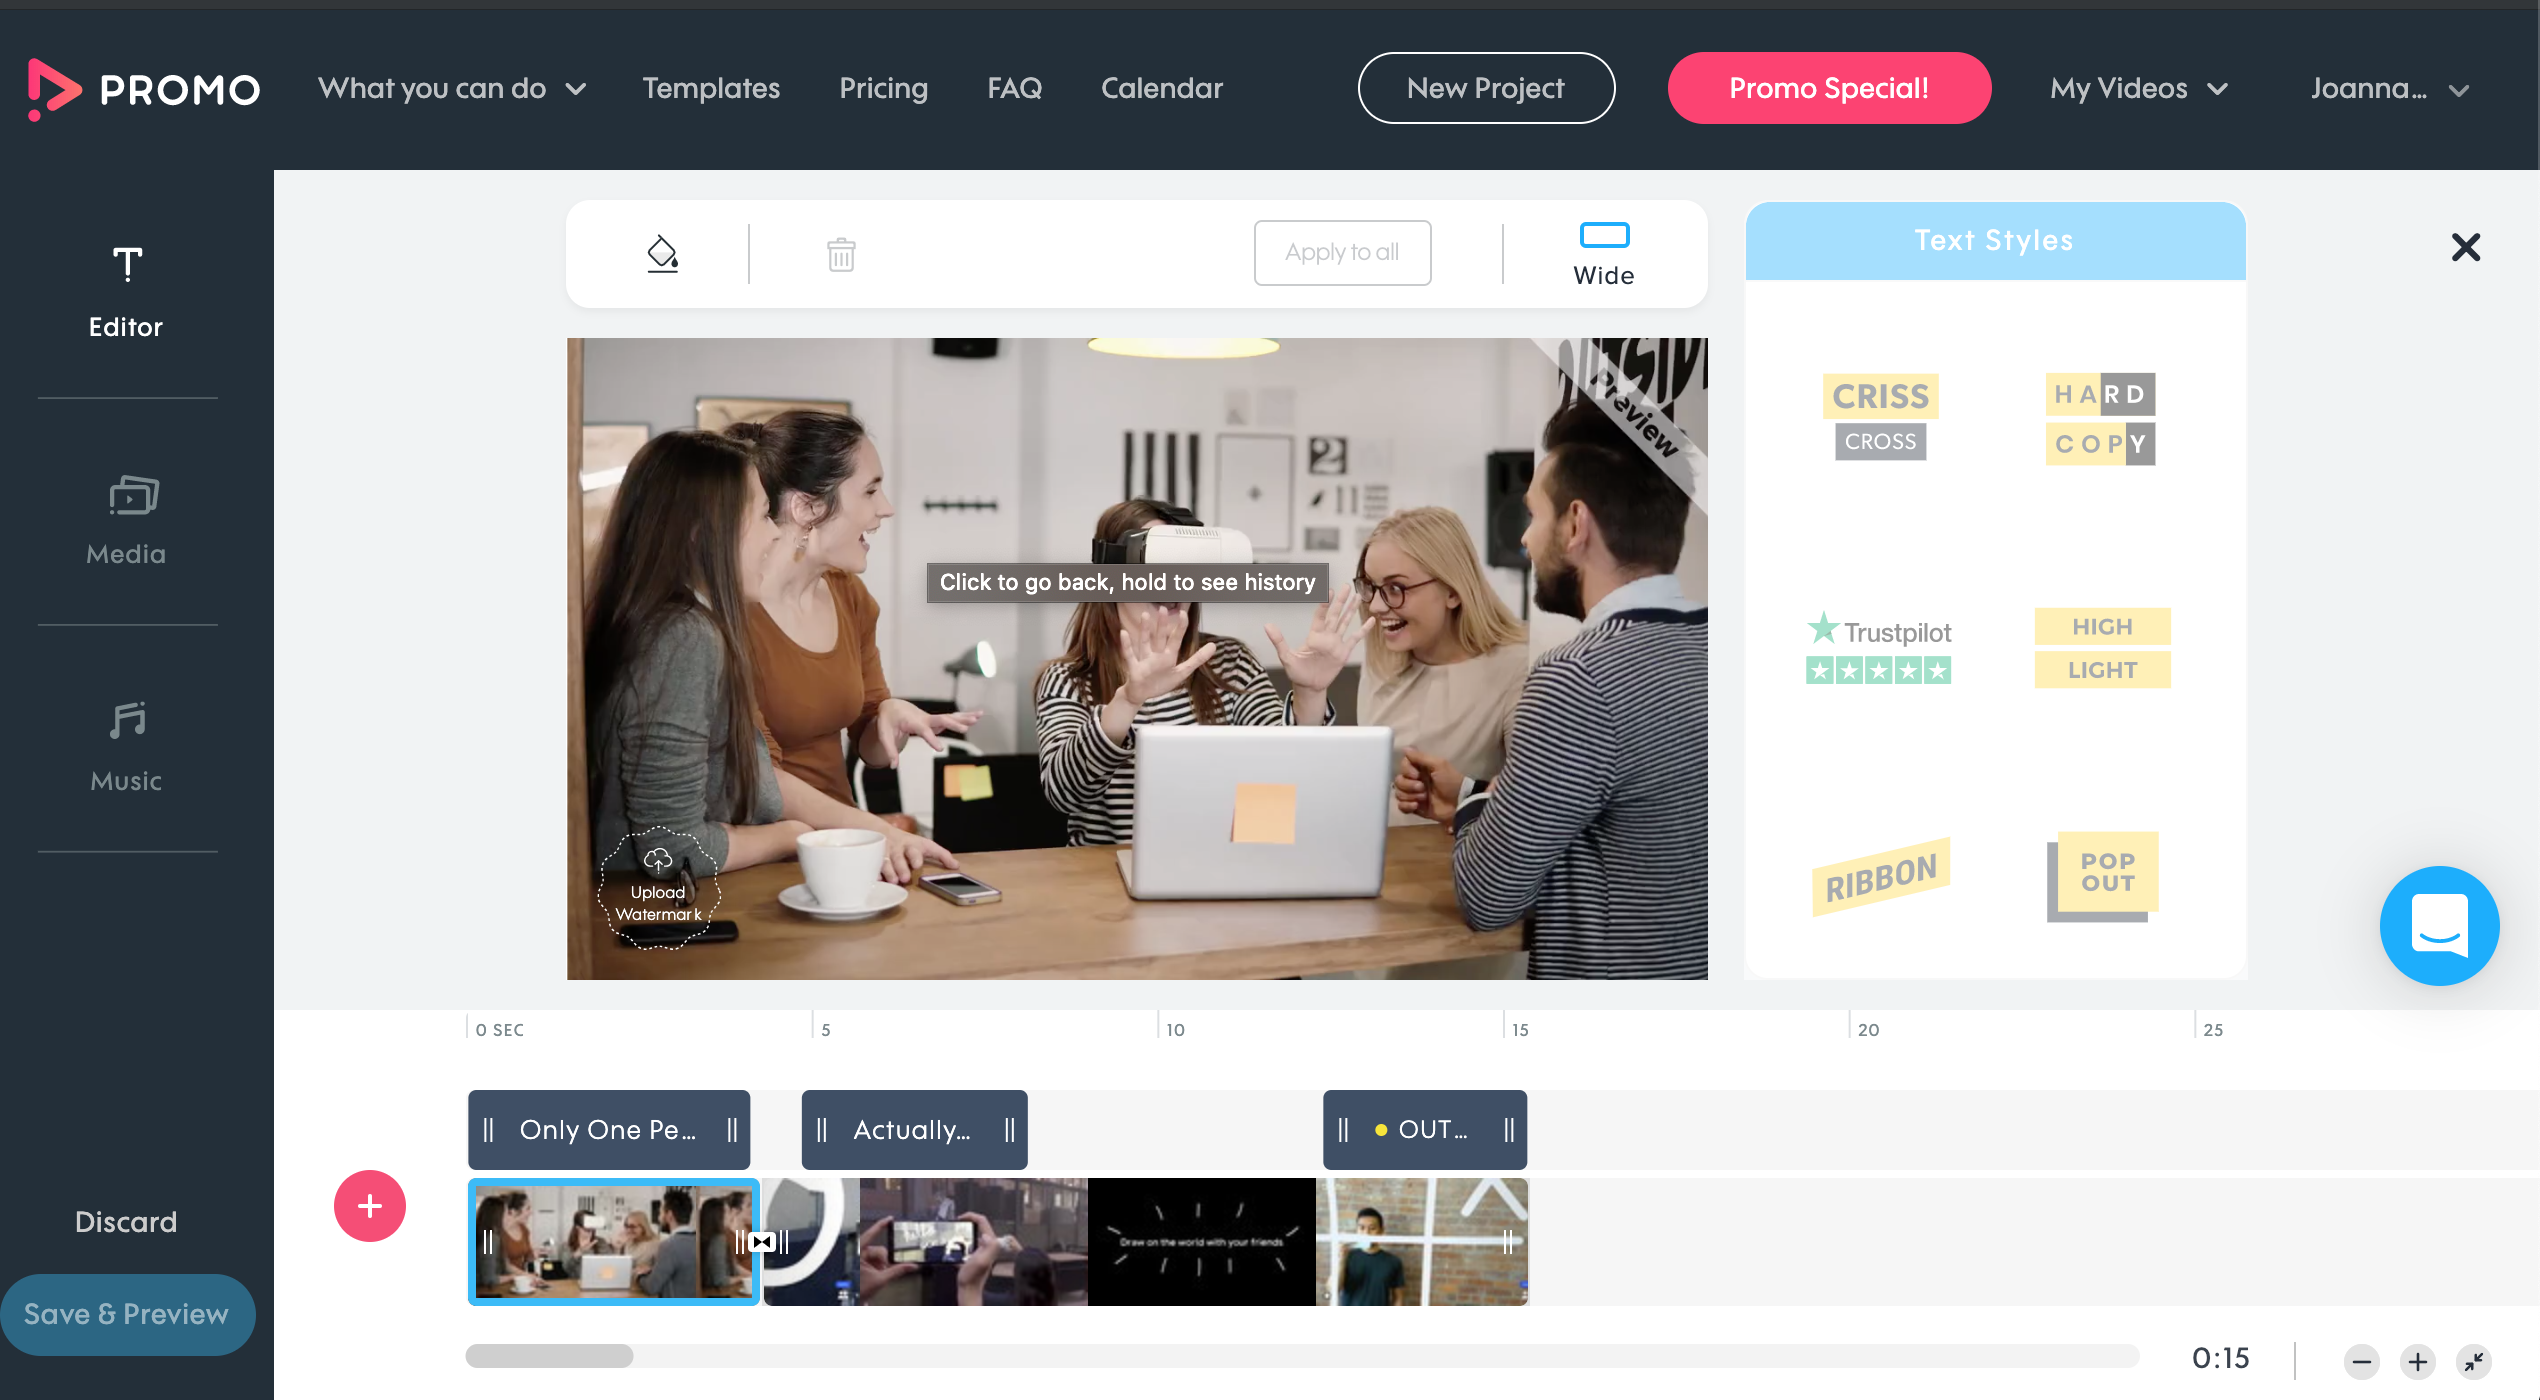 PROMO
What you can do
Templates
Pricing
FAQ
Calendar
New Project
Promo Special!
My Videos
Joanna...
Editor
Media
Music
Discard
Save & Preview
Apply to all
Wide
Preview
2
Click to go back, hold to see history
Upload
Watermark
Text Styles
CRISS
CROSS
HARD
COPY
Trustpilot
HIGH
LIGHT
RIBBON
POP
OUT
0 SEC
5
10
15
20
25
Only One Pe...
Actually...
OUT...
Draw on the world with your friends
0:15